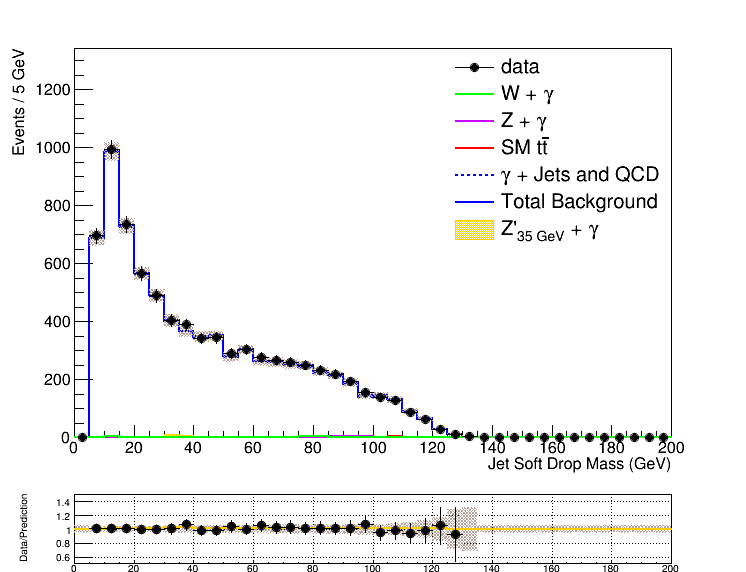 Events / 5 GeV
1200
1000
800
600
400
200
0
0 20 40 60 80 100 120 140 160 180 200
Jet Soft Drop Mass (GeV)
data
W + γ
Z + γ
SM tt̄
γ + Jets and QCD
Total Background
Z'35 GeV + γ
Data/Prediction
1.4
1.2
1
0.8
0.6
0 20 40 60 80 100 120 140 160 180 200